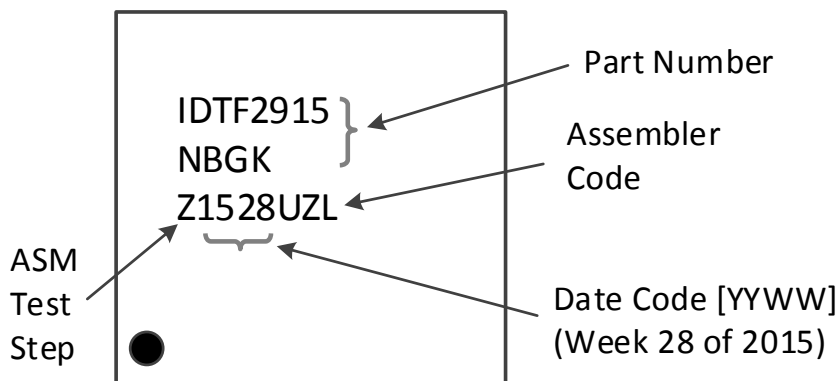 IDTF2915
NBGK
Z1528UZL
Part Number
Assembler
Code
ASM
Test
Step
Date Code [YYWW]
(Week 28 of 2015)